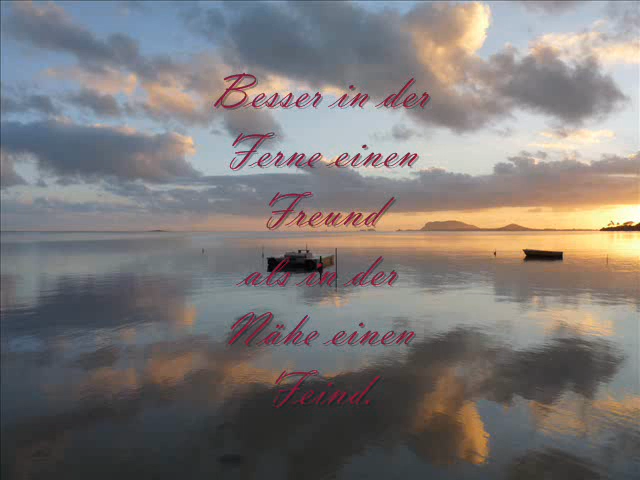 Besser in der
Ferne einen
Freund
als in der
Nähe einen
Feind.